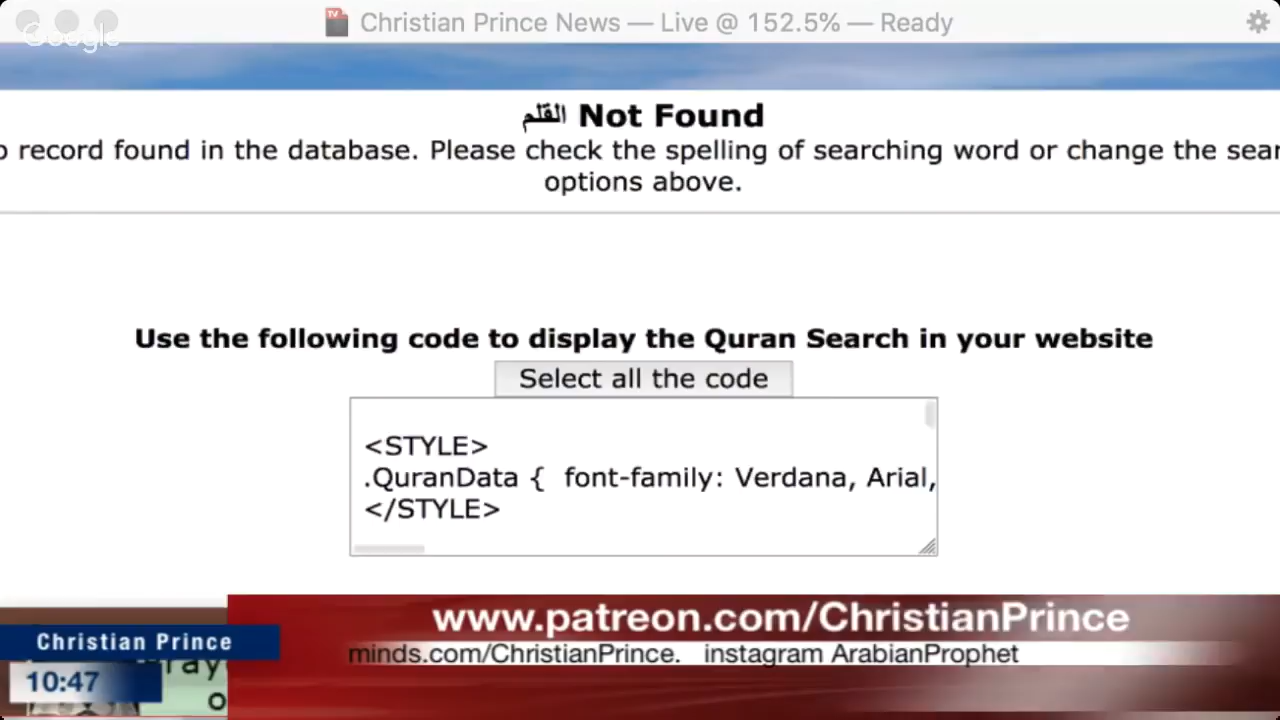 Christian Prince News — Live @ 152.5% — Ready
Google
القلم Not Found
o record found in the database. Please check the spelling of searching word or change the sear
options above.
Use the following code to display the Quran Search in your website
Select all the code
<STYLE>
.QuranData { font-family: Verdana, Arial,
</STYLE>
www.patreon.com/ChristianPrince
Christian Prince
minds.com/ChristianPrince. instagram ArabianProphet
10:47